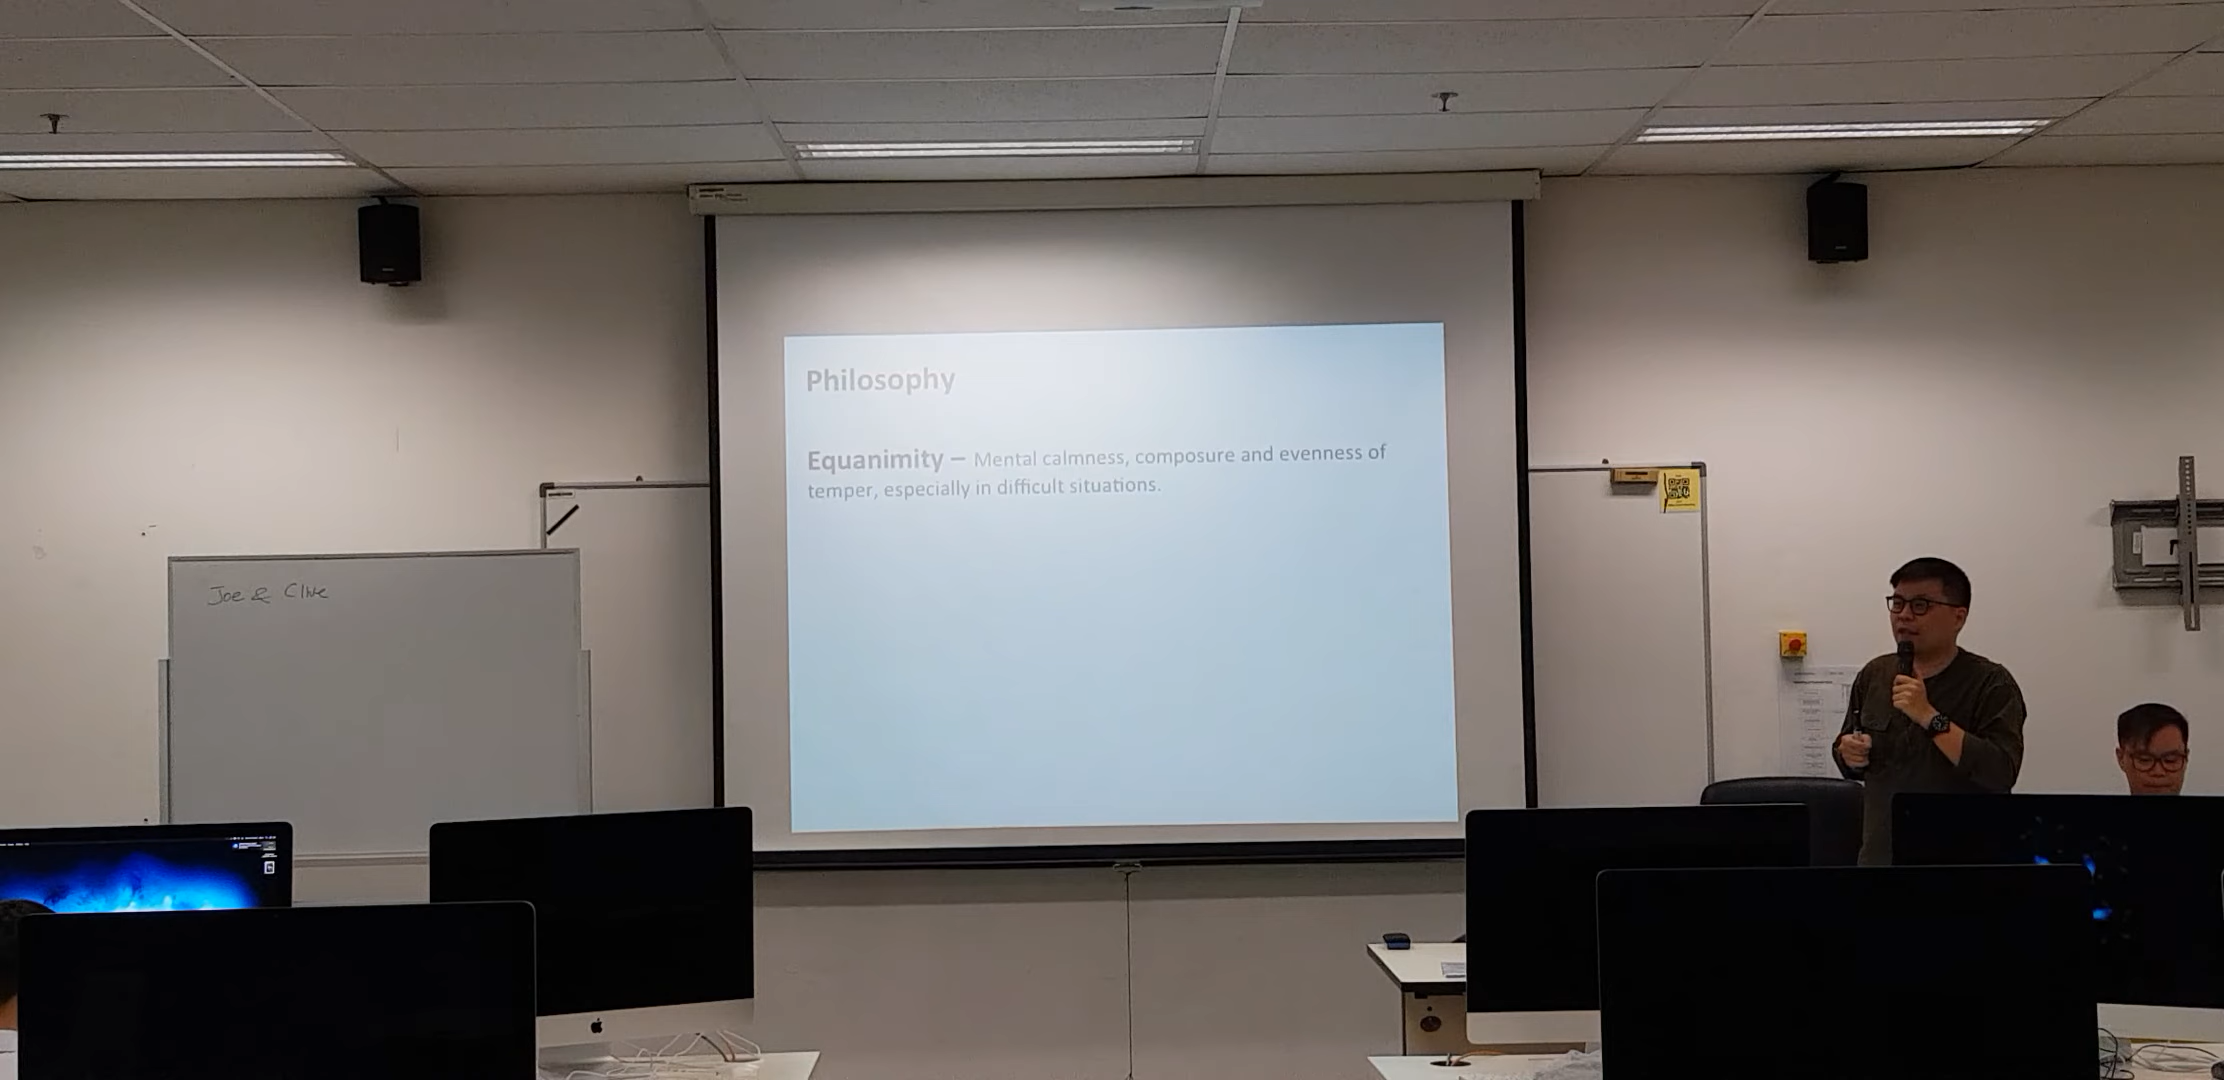 Philosophy
Equanimity – Mental calmness, composure and evenness of
temper, especially in difficult situations.
Joe & Clive